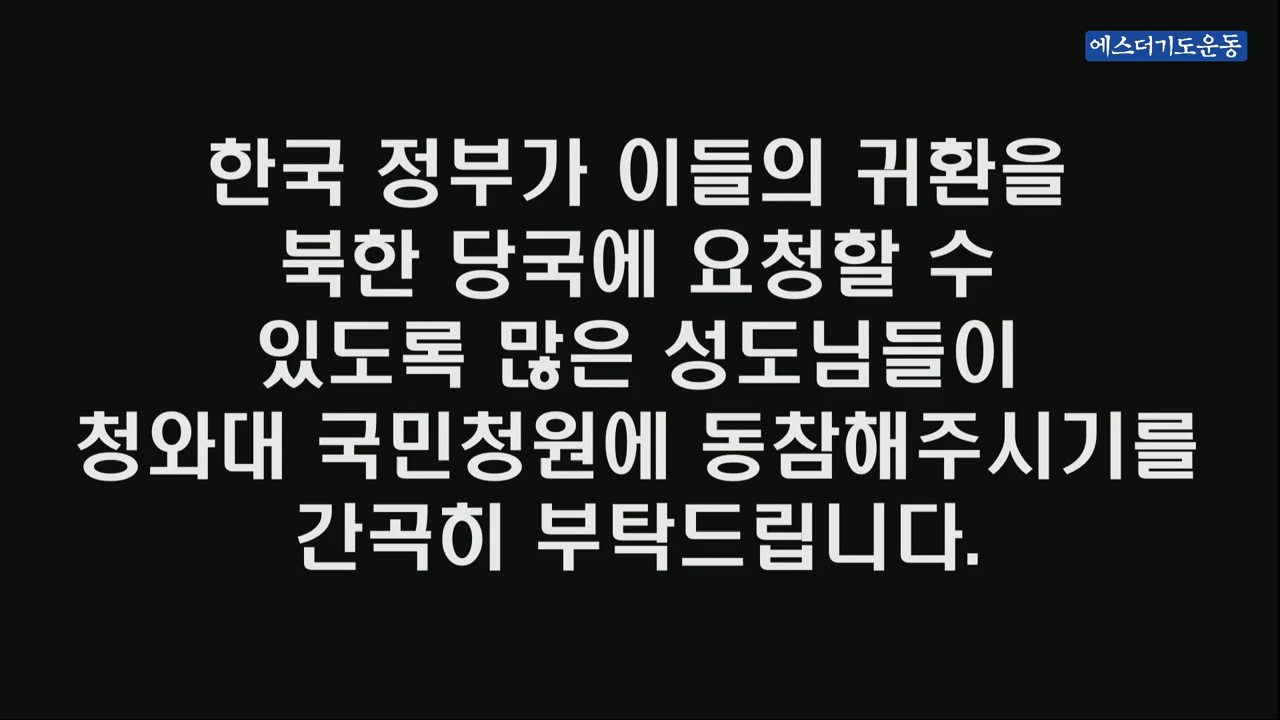 에스더기도운동
한국 정부가 이들의 귀환을
북한 당국에 요청할 수
있도록 많은 성도님들이
청와대 국민청원에 동참해주시기를
간곡히 부탁드립니다.